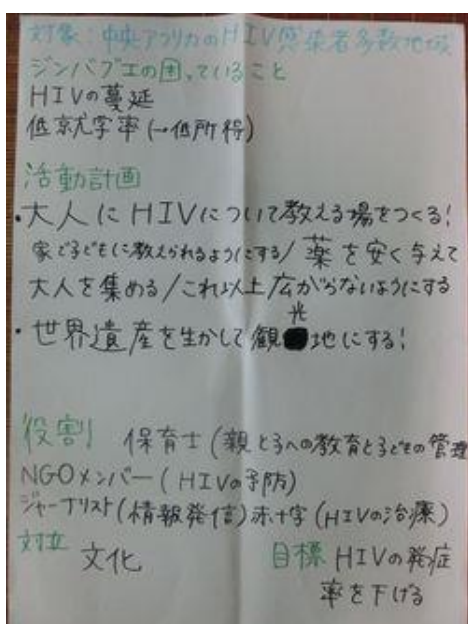 対象：中央アフリカのHIV感染者多数地域
ジンバブエの困っていること
HIVの蔓延
低就学率(→低所得)
活動計画
・大人にHIVについて教える場をつくる!
家で子どもに教えられるようにする/薬を安く与えて
大人を集める/これ以上広がらないようにする
・世界遺産を生かして観光地にする!
役割 保育士(親と子への教育と子どもの管理
NGOメンバー(HIVの予防)
ジャーナリスト(情報発信)赤十字(HIVの治療)
対立 文化 目標 HIVの発症
率を下げる